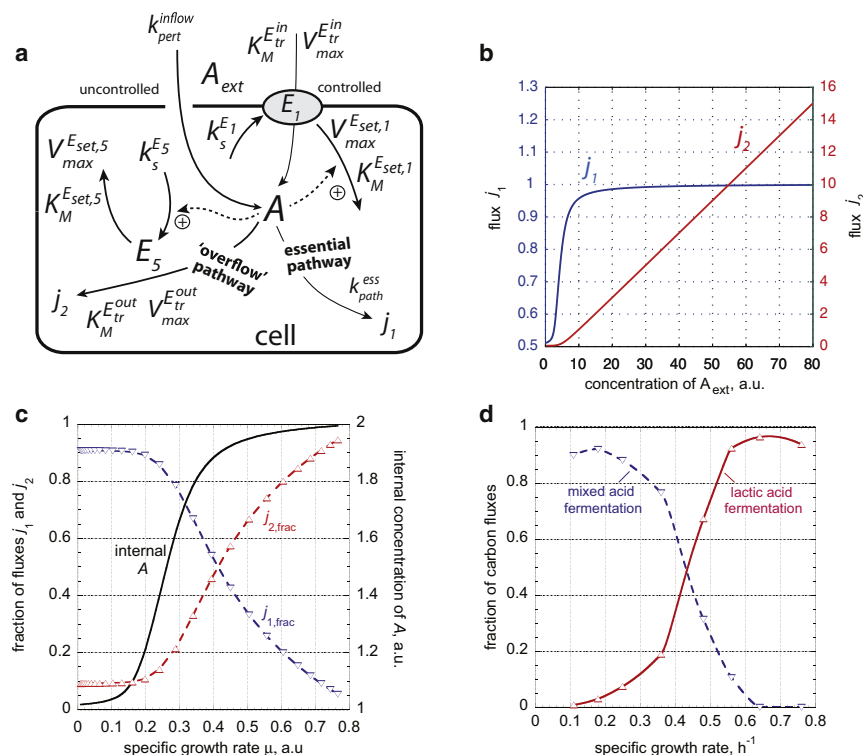 a
k_pert^inflow
K_M^E_tr^in V_max^E_tr^in
A_ext
uncontrolled
controlled
E_1
k_s^E_1
V_max^E_set,1
K_M^E_set,1
V_max^E_set,5
k_s^E_5
K_M^E_set,5
+
+
A
E_5
'overflow' pathway
essential pathway
k_path^ess
j_2
K_M^E_tr^out V_max^E_tr^out
j_1
cell
b
1.3
1.2
1.1
1
0.9
0.8
0.7
0.6
0.5
flux j_1
16
14
12
10
8
6
4
2
0
flux j_2
j_1
j_2
0 10 20 30 40 50 60 70 80
concentration of A_ext, a.u.
c
1
0.8
0.6
0.4
0.2
0
fraction of fluxes j_1 and j_2
2
1.8
1.6
1.4
1.2
1
internal concentration of A, a.u.
internal
A
j_2,frac
j_1,frac
0 0.1 0.2 0.3 0.4 0.5 0.6 0.7 0.8
specific growth rate μ, a.u
d
1
0.8
0.6
0.4
0.2
0
fraction of carbon fluxes
mixed acid
fermentation
lactic acid
fermentation
0 0.1 0.2 0.3 0.4 0.5 0.6 0.7 0.8
specific growth rate, h^-1